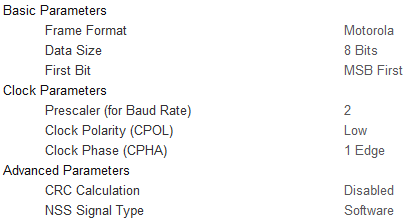 Basic Parameters
Frame Format Motorola
Data Size 8 Bits
First Bit MSB First
Clock Parameters
Prescaler (for Baud Rate) 2
Clock Polarity (CPOL) Low
Clock Phase (CPHA) 1 Edge
Advanced Parameters
CRC Calculation Disabled
NSS Signal Type Software